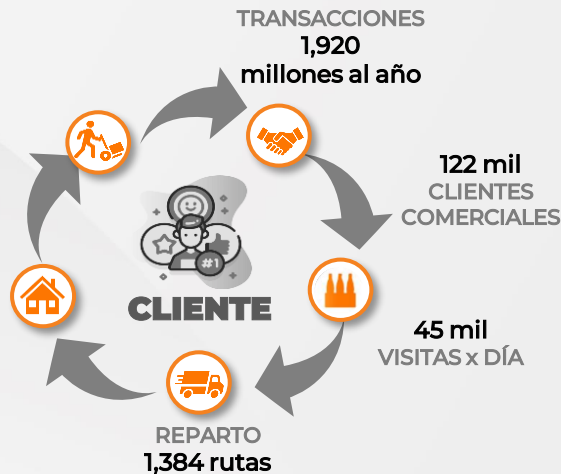 TRANSACCIONES
1,920
millones al año
122 mil
CLIENTES
COMERCIALES
#1
CLIENTE
45 mil
VISITAS x DÍA
REPARTO
1,384 rutas